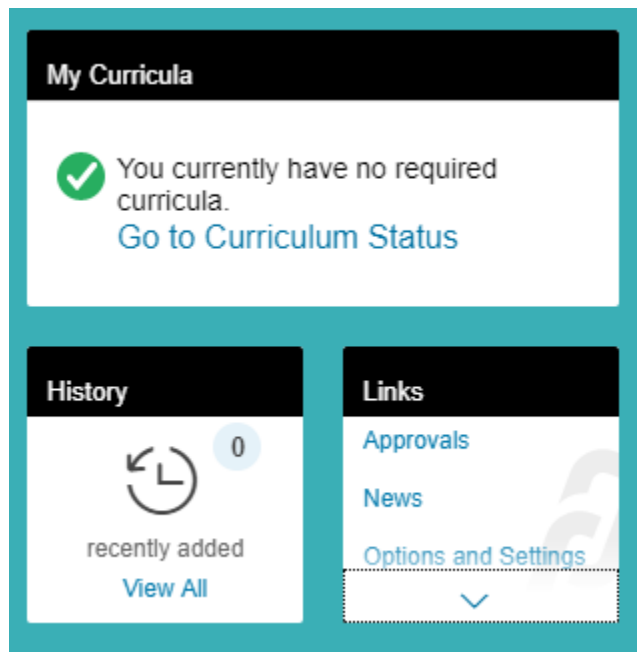 My Curricula
You currently have no required
curricula.
Go to Curriculum Status
History
0
recently added
View All
Links
Approvals
News
Options and Settings